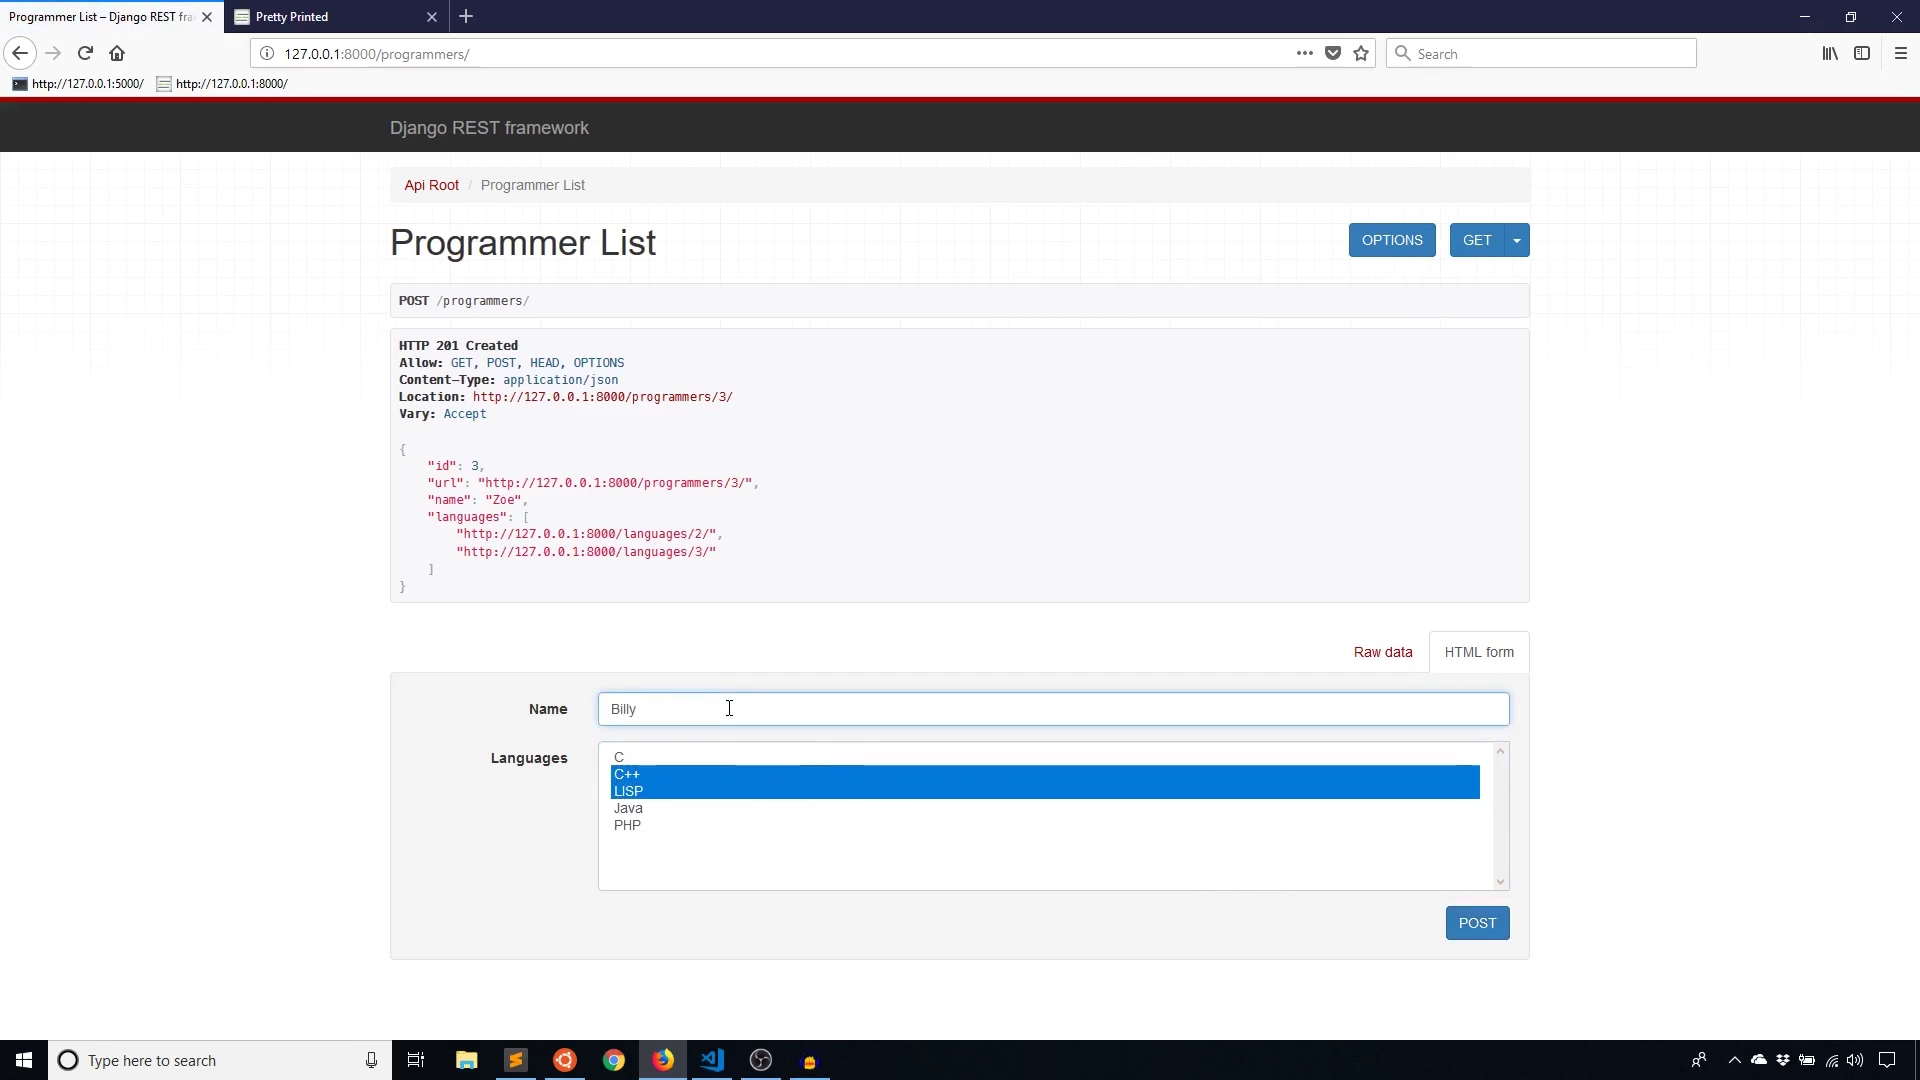 Programmer List – Django REST fra
Pretty Printed
127.0.0.1:8000/programmers/
Search
http://127.0.0.1:5000/
http://127.0.0.1:8000/
Django REST framework
Api Root / Programmer List
Programmer List
OPTIONS
GET
POST /programmers/
HTTP 201 Created
Allow: GET, POST, HEAD, OPTIONS
Content-Type: application/json
Location: http://127.0.0.1:8000/programmers/3/
Vary: Accept
{
"id": 3,
"url": "http://127.0.0.1:8000/programmers/3/",
"name": "Zoe",
"languages": [
"http://127.0.0.1:8000/languages/2/",
"http://127.0.0.1:8000/languages/3/"
]
}
Raw data
HTML form
Name
Billy
Languages
C
C++
LISP
Java
PHP
POST
Type here to search